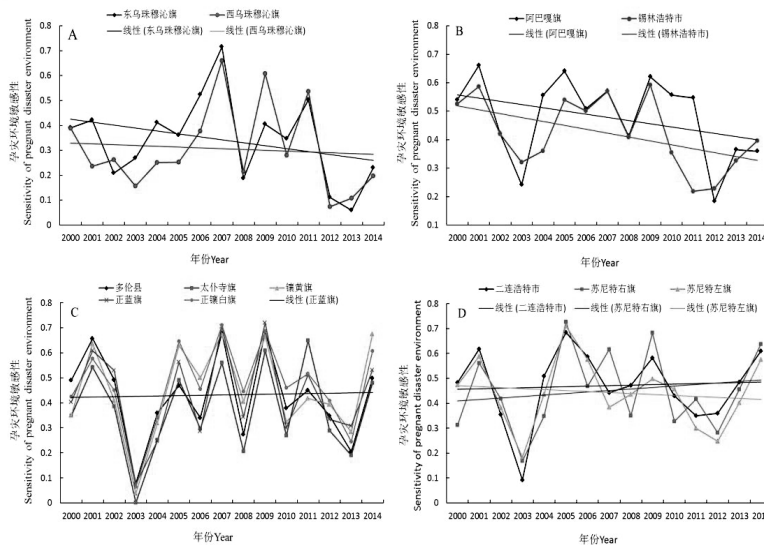 A
东乌珠穆沁旗 西乌珠穆沁旗
线性 (东乌珠穆沁旗) 线性 (西乌珠穆沁旗)
孕灾环境敏感性
Sensitivity of pregnant disaster environment
0.8
0.7
0.6
0.5
0.4
0.3
0.2
0.1
0
2000 2001 2002 2003 2004 2005 2006 2007 2008 2009 2010 2011 2012 2013 2014
年份Year
B
阿巴嘎旗 锡林浩特市
线性 (阿巴嘎旗) 线性 (锡林浩特市)
孕灾环境敏感性
Sensitivity of pregnant disaster environment
0.8
0.7
0.6
0.5
0.4
0.3
0.2
0.1
2000 2001 2002 2003 2004 2005 2006 2007 2008 2009 2010 2011 2012 2013 2014
年份Year
C
多伦县 太仆寺旗 镶黄旗
正蓝旗 正镶白旗 线性 (正蓝旗)
孕灾环境敏感性
Sensitivity of pregnant disaster environment
0.8
0.7
0.6
0.5
0.4
0.3
0.2
0.1
0
2000 2001 2002 2003 2004 2005 2006 2007 2008 2009 2010 2011 2012 2013 2014
年份Year
D
二连浩特市 苏尼特右旗 苏尼特左旗
线性 (二连浩特市) 线性 (苏尼特右旗) 线性 (苏尼特左旗)
孕灾环境敏感性
Sensitivity of pregnant disaster environment
0.8
0.7
0.6
0.5
0.4
0.3
0.2
0.1
0
2000 2001 2002 2003 2004 2005 2006 2007 2008 2009 2010 2011 2012 2013 2014
年份Year